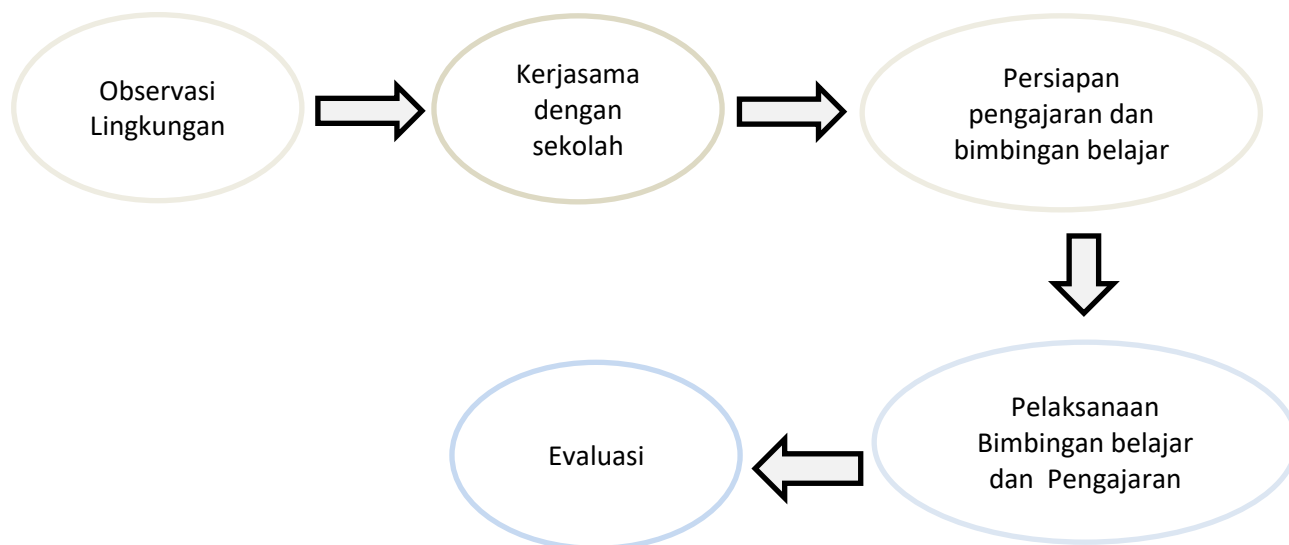 Observasi
Lingkungan
Kerjasama
dengan
sekolah
Persiapan
pengajaran dan
bimbingan belajar
Pelaksanaan
Bimbingan belajar
dan  Pengajaran
Evaluasi